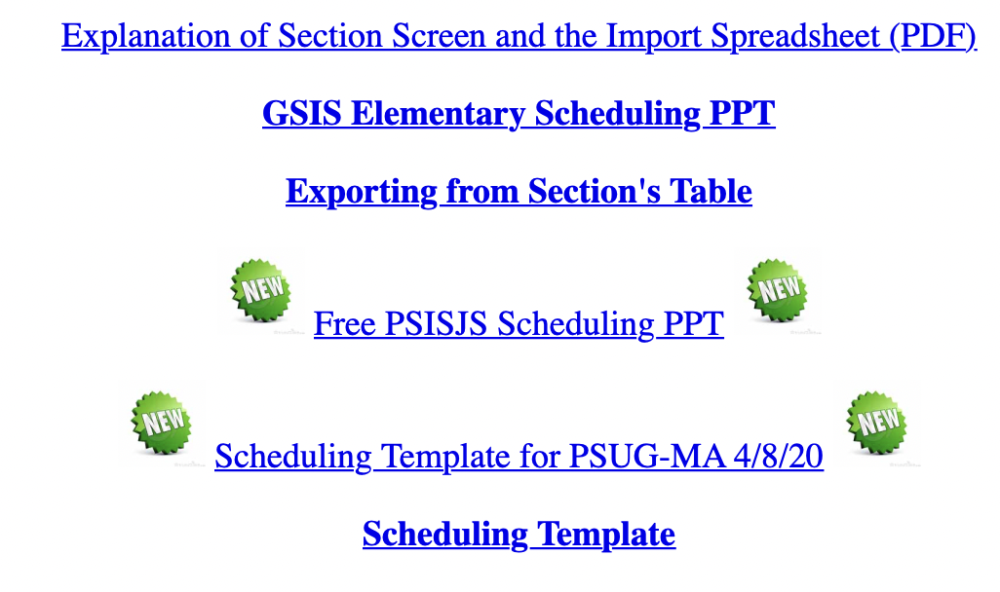 Explanation of Section Screen and the Import Spreadsheet (PDF)
GSIS Elementary Scheduling PPT
Exporting from Section's Table
NEW Free PSISJS Scheduling PPT NEW
NEW Scheduling Template for PSUG-MA 4/8/20 NEW
Scheduling Template